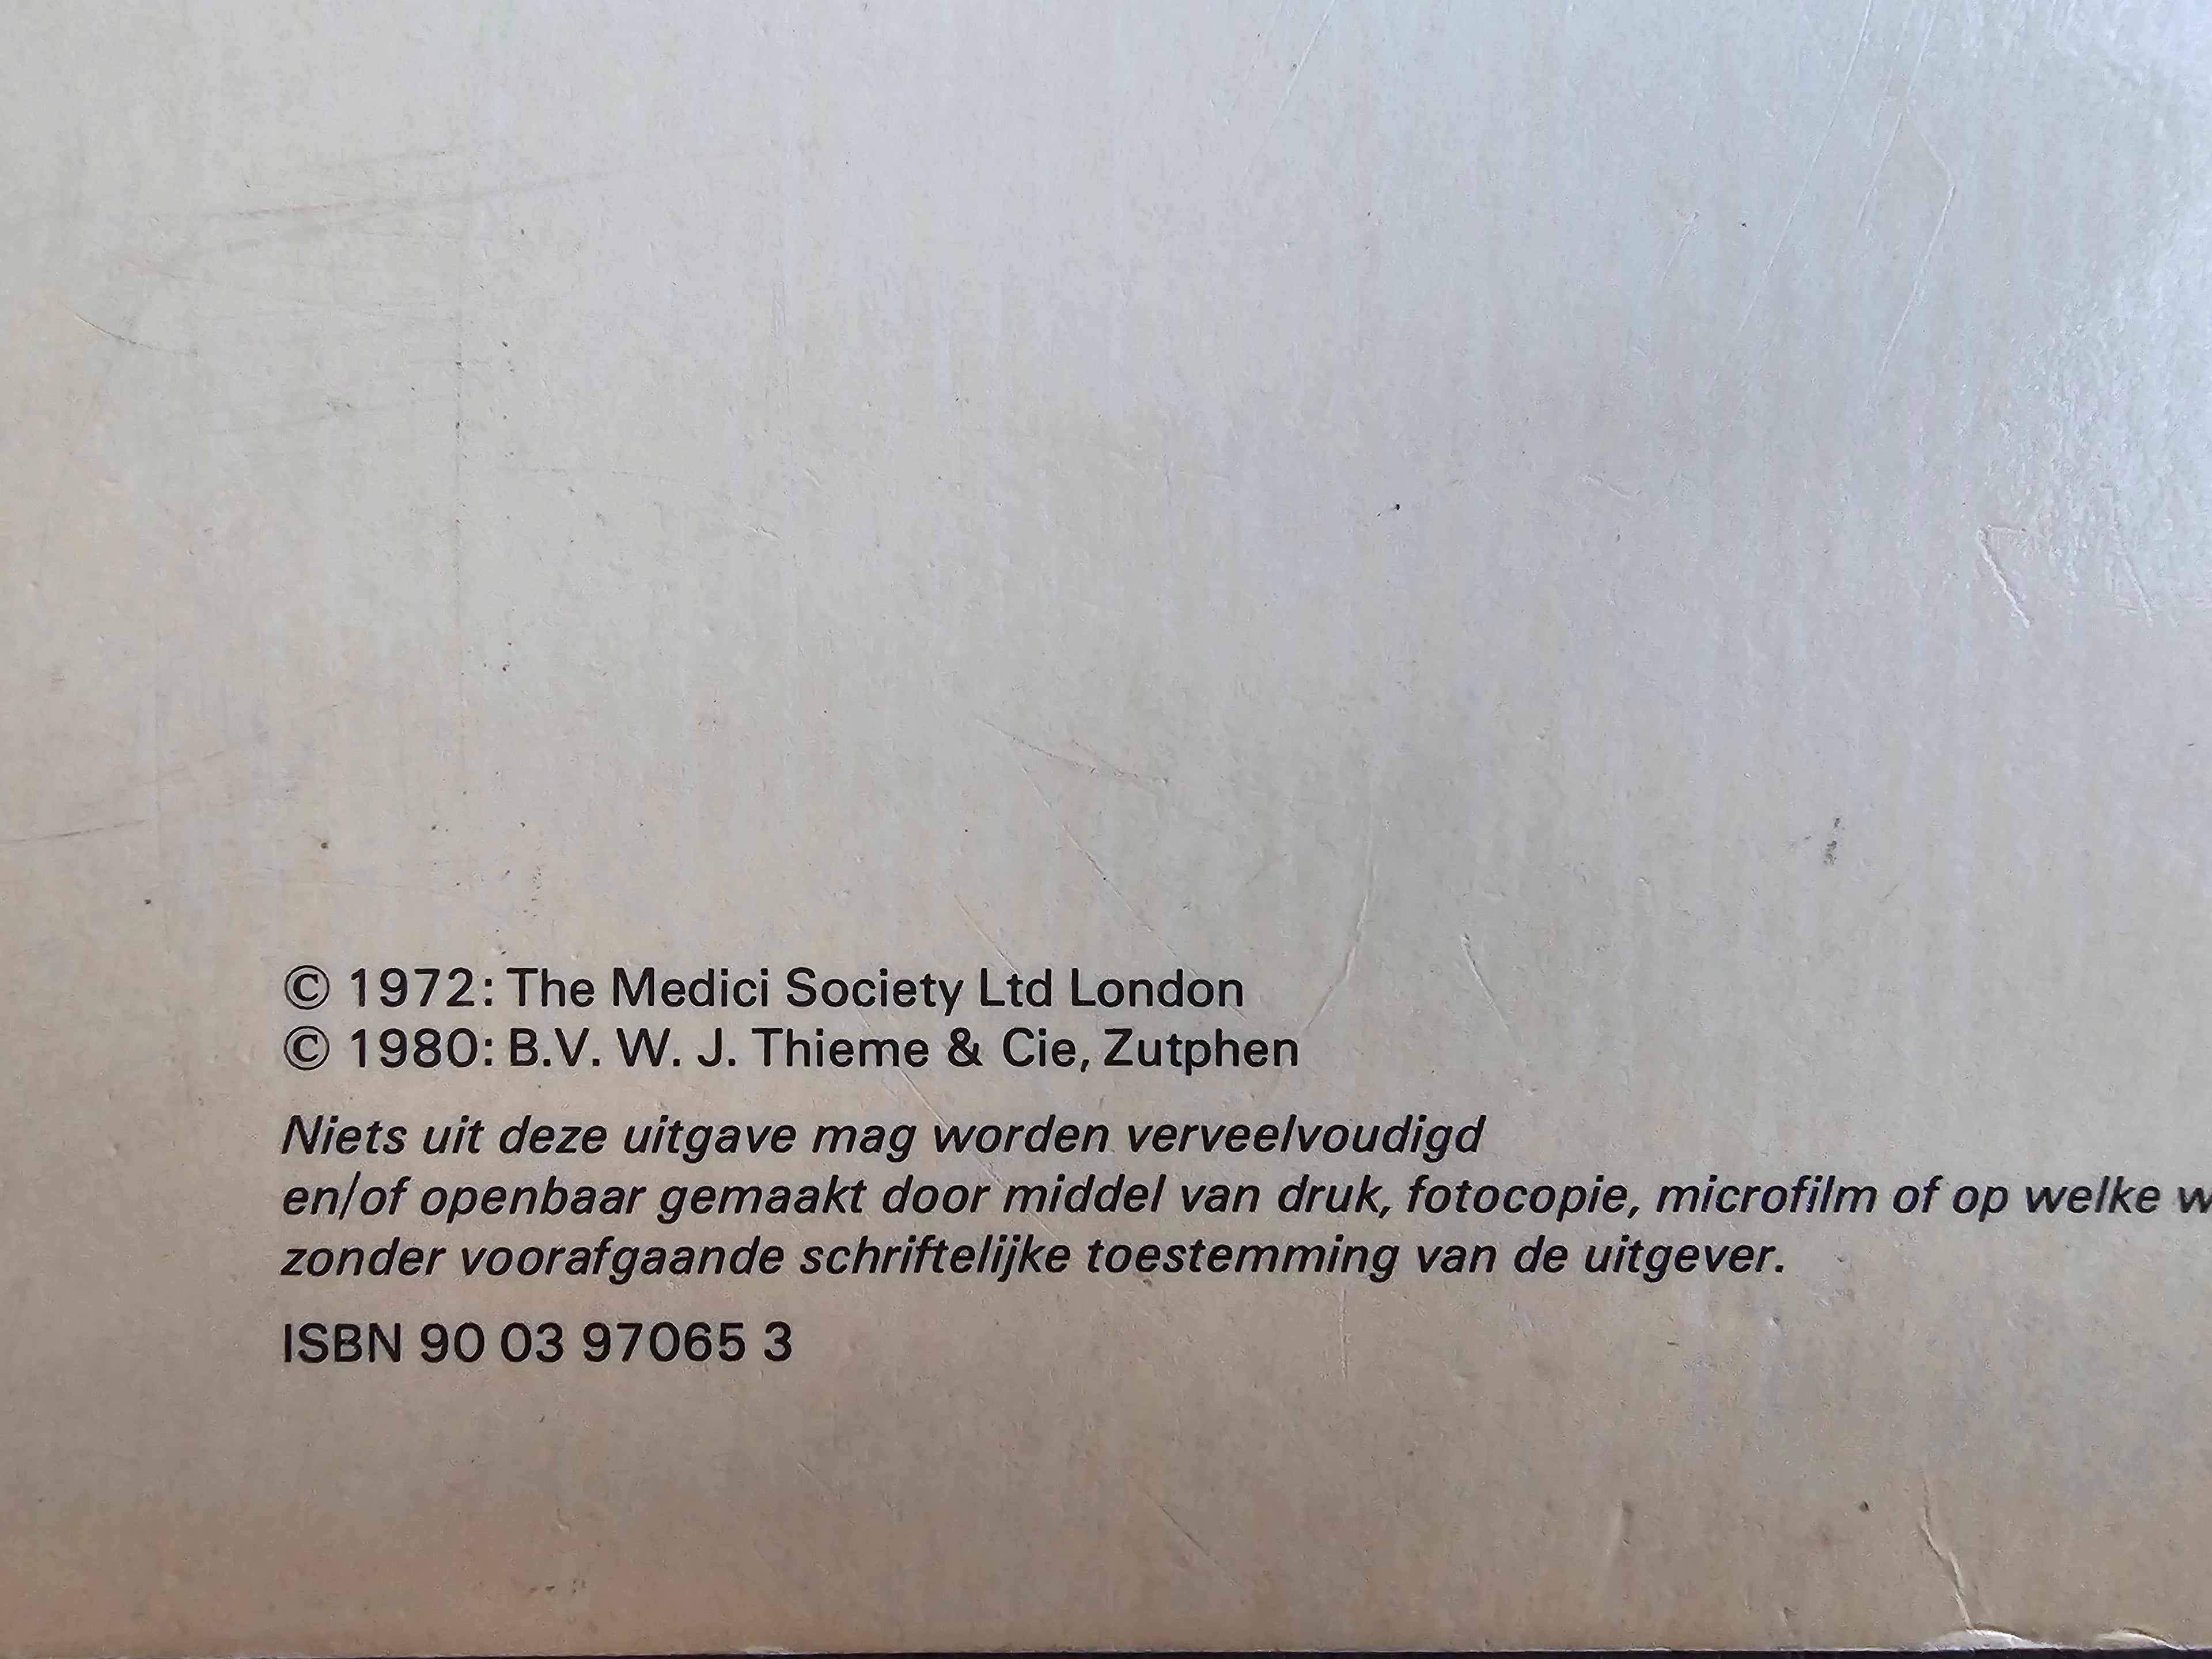 © 1972: The Medici Society Ltd London
© 1980: B.V. W. J. Thieme & Cie, Zutphen
Niets uit deze uitgave mag worden verveelvoudigd
en/of openbaar gemaakt door middel van druk, fotocopie, microfilm of op welke
zonder voorafgaande schriftelijke toestemming van de uitgever.
ISBN 90 03 97065 3